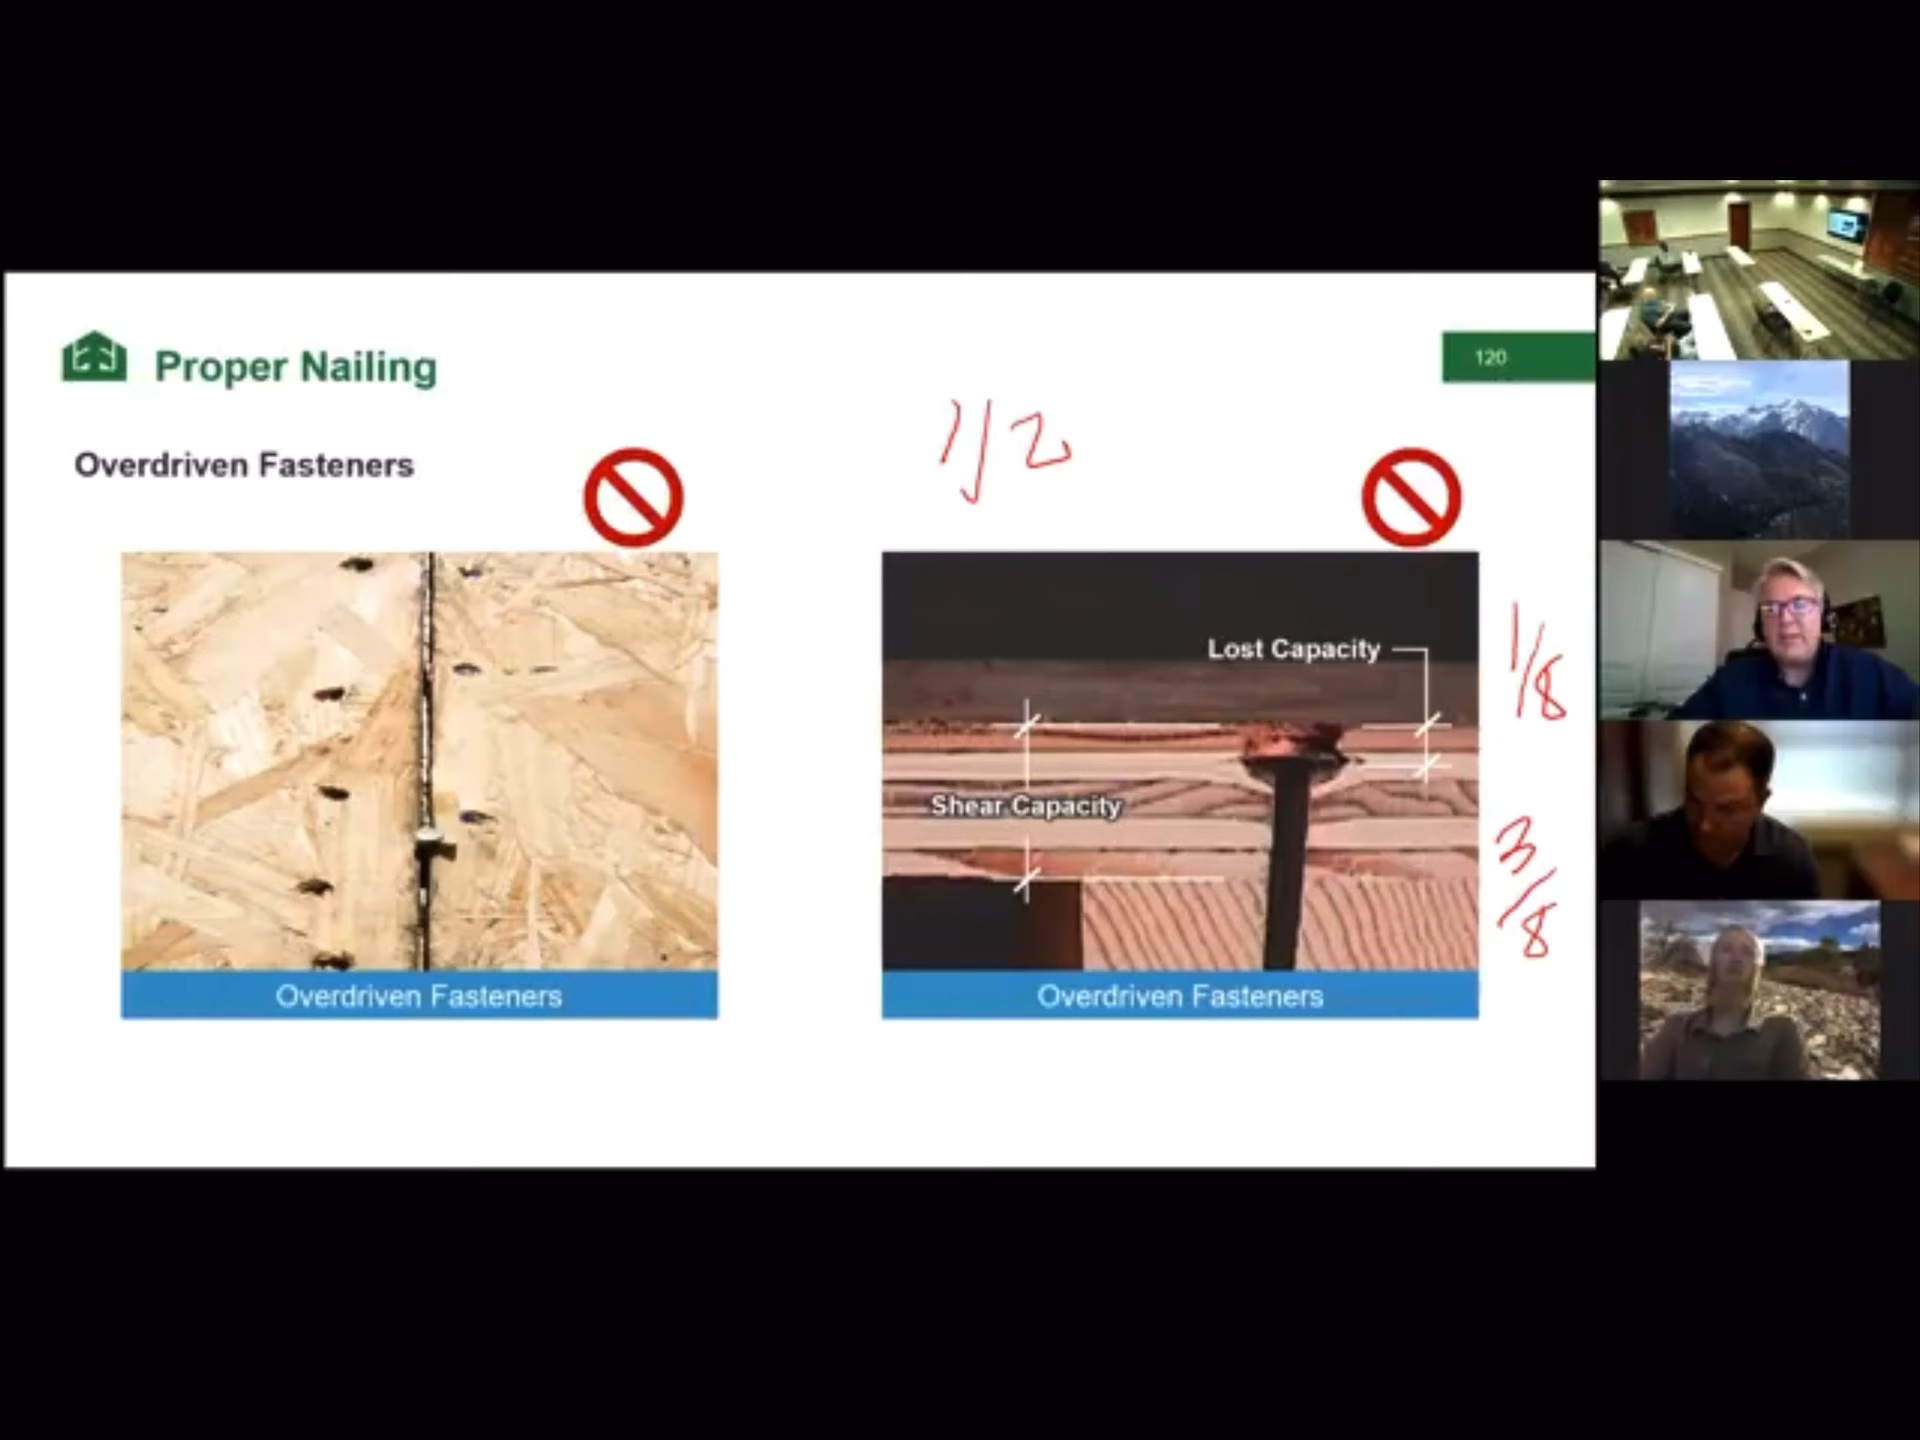 Proper Nailing
120
Overdriven Fasteners
1/2
Lost Capacity
Shear Capacity
1/8
3/8
Overdriven Fasteners
Overdriven Fasteners